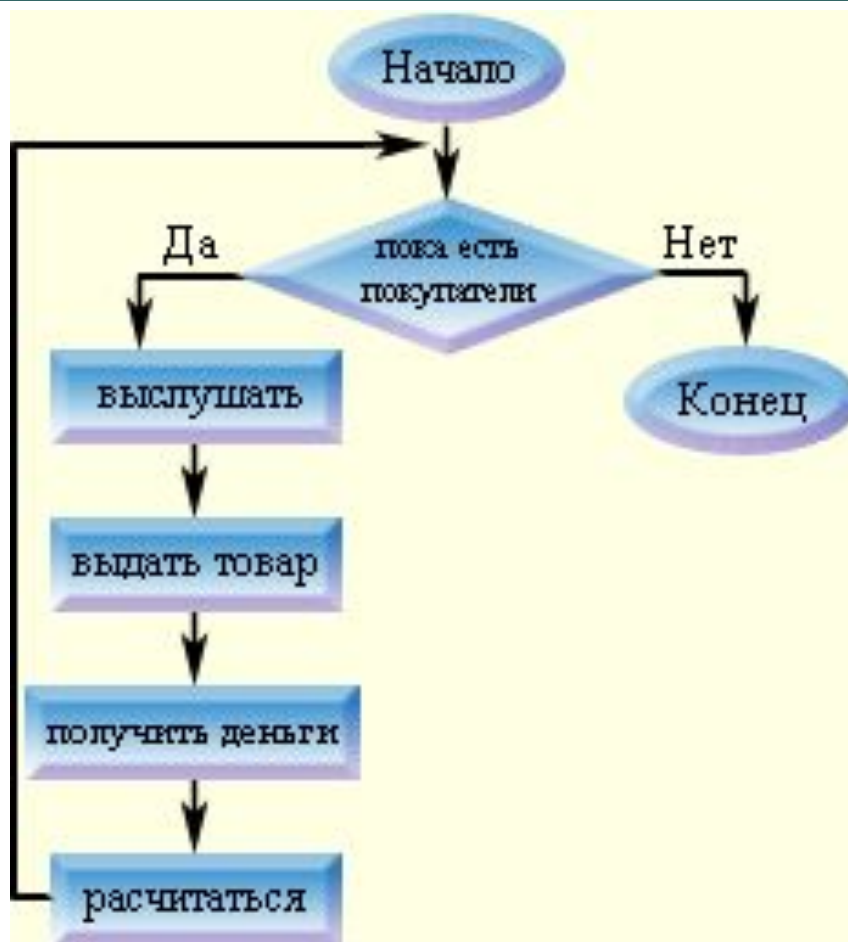 Начало
Да
пока есть
покупатели
Нет
выслушать
Конец
выдать товар
получить деньги
расчитаться